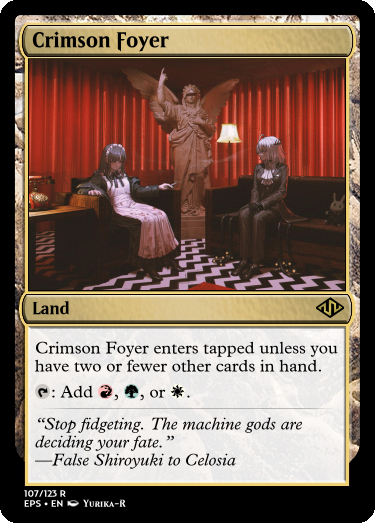 Crimson Foyer
Land
Crimson Foyer enters tapped unless you
have two or fewer other cards in hand.
: Add , , or .
“Stop fidgeting. The machine gods are
deciding your fate.”
—False Shiroyuki to Celosia
107/123 R
EPS • EN Yurika-R